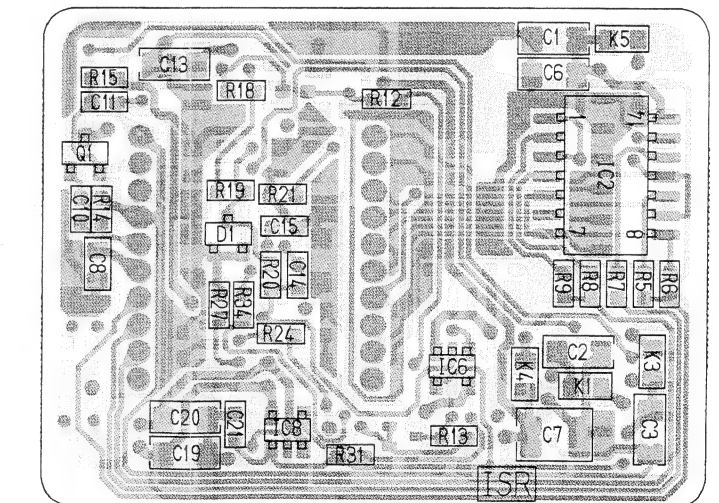 C1
K5
C13
C6
R15
R18
C11
R12
1
14
Q1
IC2
R19
R21
C10
R14
C15
D1
7
8
C8
R20
C14
R9
R8
R7
R5
R6
R27
R34
R24
C2
K3
IC6
K4
K1
C20
C21
IC8
R13
C7
C3
C19
R31
ISR